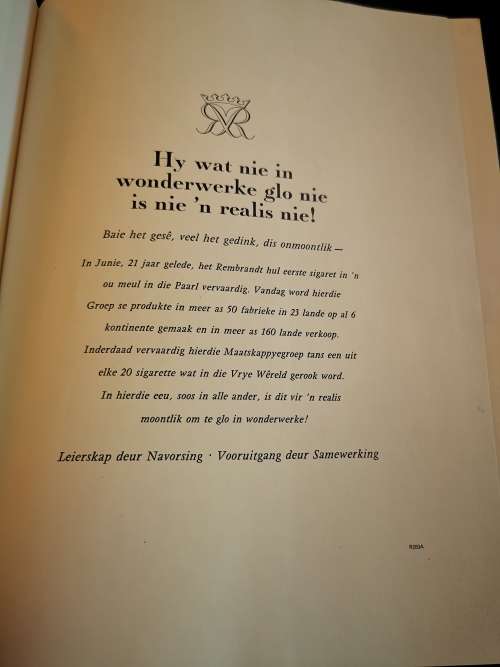 Hy wat nie in
wonderwerke glo nie
is nie 'n realis nie!
Baie het gesê, veel het gedink, dis onmoontlik —
In Junie, 21 jaar gelede, het Rembrandt hul eerste sigaret in 'n
ou meul in die Paarl vervaardig. Vandag word hierdie
Groep se produkte in meer as 50 fabrieke in 23 lande op al 6
kontinente gemaak en in meer as 160 lande verkoop.
Inderdaad vervaardig hierdie Maatskappyegroep tans een uit
elke 20 sigarette wat in die Vrye Wêreld gerook word.
In hierdie eeu, soos in alle ander, is dit vir 'n realis
moontlik om te glo in wonderwerke!
Leierskap deur Navorsing · Vooruitgang deur Samewerking